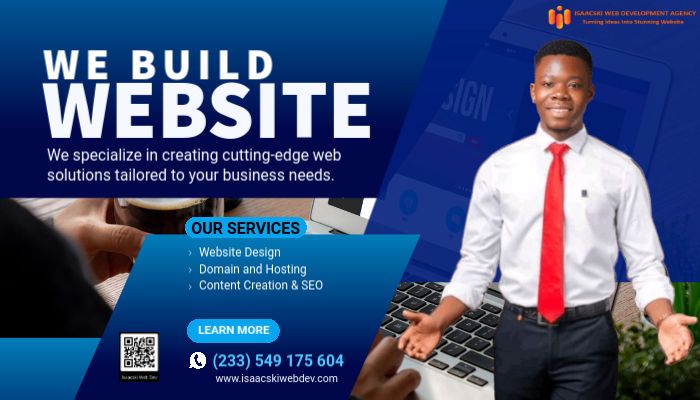 ISAACSKI WEB DEVELOPMENT AGENCY
Turning Ideas Into Stunning Website
WE BUILD
WEBSITE
We specialize in creating cutting-edge web
solutions tailored to your business needs.
SIGN
OUR SERVICES
› Website Design
› Domain and Hosting
› Content Creation & SEO
LEARN MORE
Isacski Web Dev
(233) 549 175 604
www.isaacskiwebdev.com